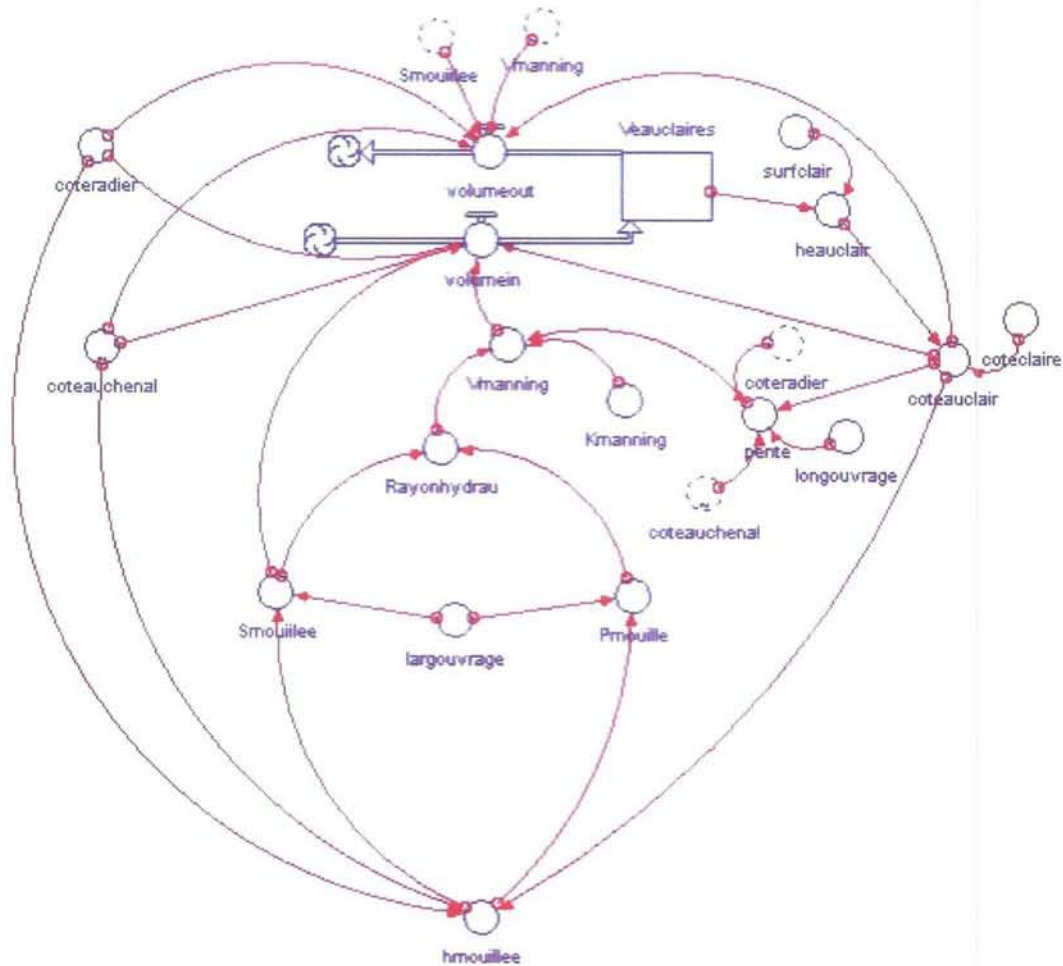 Smouillee
Vmanning
Veauclaires
coteradier
surfclair
volumeout
heauclair
volumein
coteclaire
coteauchenal
Vmanning
coteradier
coteauclair
Kmanning
pente
longouvrage
Rayonhydrau
coteauchenal
Smouillee
Pmouille
largouvrage
hmouillee